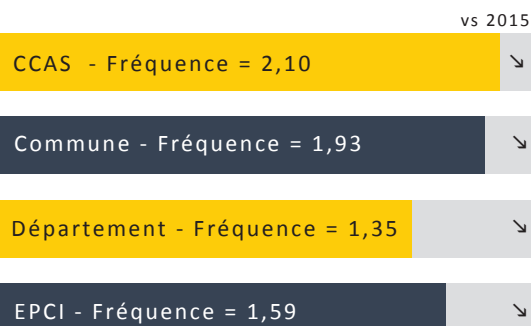 vs 2015
CCAS - Fréquence = 2,10 ↘
Commune - Fréquence = 1,93 ↘
Département - Fréquence = 1,35 ↘
EPCI - Fréquence = 1,59 ↘